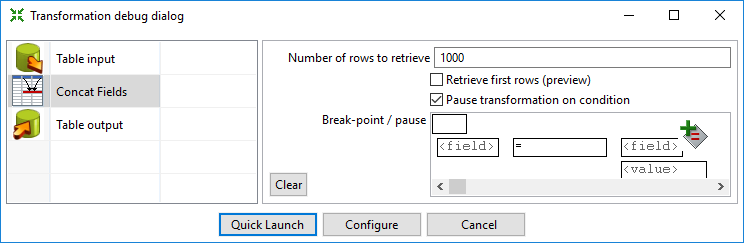 Transformation debug dialog
Table input
Concat Fields
Table output
Number of rows to retrieve 1000
Retrieve first rows (preview)
Pause transformation on condition
Break-point / pause
<field> = <field>
<value>
Clear
Quick Launch Configure Cancel